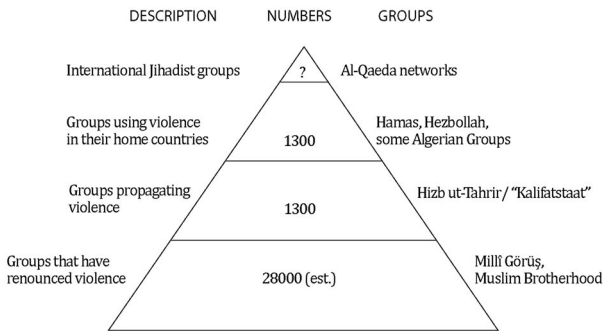 DESCRIPTION NUMBERS GROUPS
International Jihadist groups ? Al-Qaeda networks
Groups using violence
in their home countries
1300
Hamas, Hezbollah,
some Algerian Groups
Groups propagating
violence
1300
Hizb ut-Tahrir/ “Kalifatstaat”
Groups that have
renounced violence
28000 (est.)
Millî Görüş,
Muslim Brotherhood